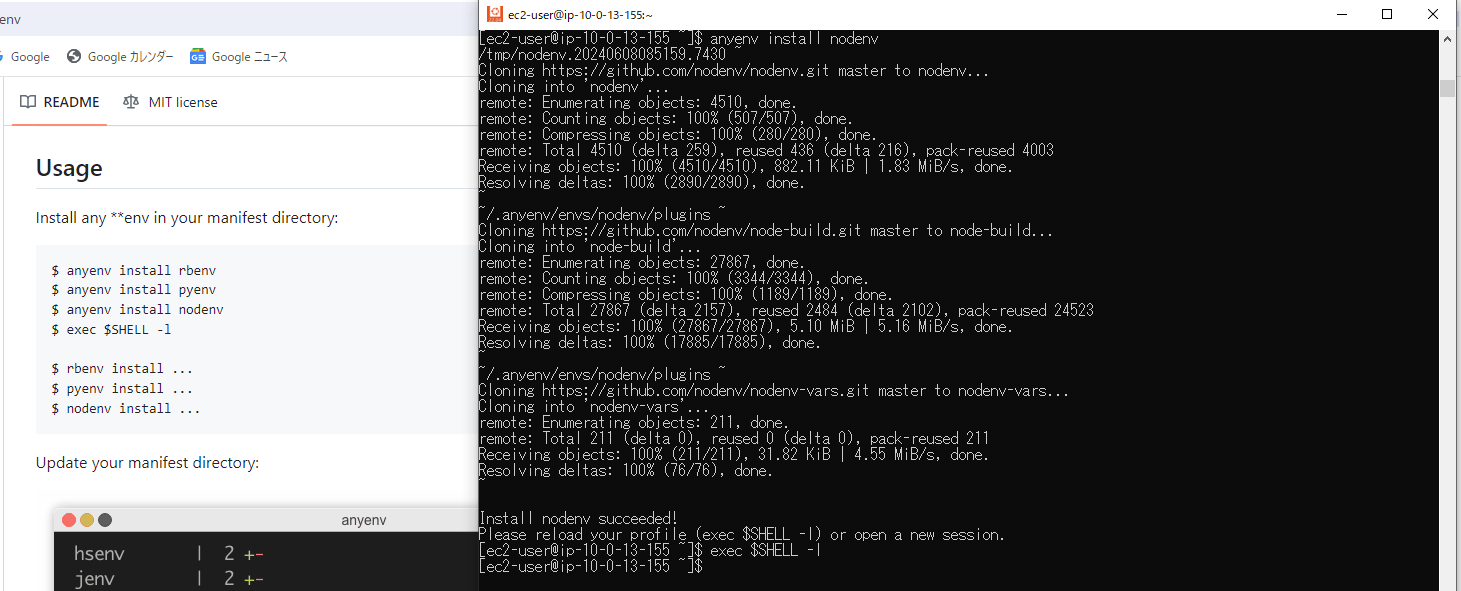 env
Google
Google カレンダー
Google ニュース
README
MIT license
Usage
Install any **env in your manifest directory:
$ anyenv install rbenv
$ anyenv install pyenv
$ anyenv install nodenv
$ exec $SHELL -l
$ rbenv install ...
$ pyenv install ...
$ nodenv install ...
Update your manifest directory:
anyenv
hsenv | 2 +-
jenv | 2 +-
ec2-user@ip-10-0-13-155:~
[ec2-user@ip-10-0-13-155 ~]$ anyenv install nodenv
/tmp/nodenv.20240608085159.7430 ~
Cloning https://github.com/nodenv/nodenv.git master to nodenv...
Cloning into 'nodenv'...
remote: Enumerating objects: 4510, done.
remote: Counting objects: 100% (507/507), done.
remote: Compressing objects: 100% (280/280), done.
remote: Total 4510 (delta 259), reused 436 (delta 216), pack-reused 4003
Receiving objects: 100% (4510/4510), 882.11 KiB | 1.83 MiB/s, done.
Resolving deltas: 100% (2890/2890), done.
~
~/.anyenv/envs/nodenv/plugins ~
Cloning https://github.com/nodenv/node-build.git master to node-build...
Cloning into 'node-build'...
remote: Enumerating objects: 27867, done.
remote: Counting objects: 100% (3344/3344), done.
remote: Compressing objects: 100% (1189/1189), done.
remote: Total 27867 (delta 2157), reused 2484 (delta 2102), pack-reused 24523
Receiving objects: 100% (27867/27867), 5.10 MiB | 5.16 MiB/s, done.
Resolving deltas: 100% (17885/17885), done.
~
~/.anyenv/envs/nodenv/plugins ~
Cloning https://github.com/nodenv/nodenv-vars.git master to nodenv-vars...
Cloning into 'nodenv-vars'...
remote: Enumerating objects: 211, done.
remote: Total 211 (delta 0), reused 0 (delta 0), pack-reused 211
Receiving objects: 100% (211/211), 31.82 KiB | 4.55 MiB/s, done.
Resolving deltas: 100% (76/76), done.
~
Install nodenv succeeded!
Please reload your profile (exec $SHELL -l) or open a new session.
[ec2-user@ip-10-0-13-155 ~]$ exec $SHELL -l
[ec2-user@ip-10-0-13-155 ~]$